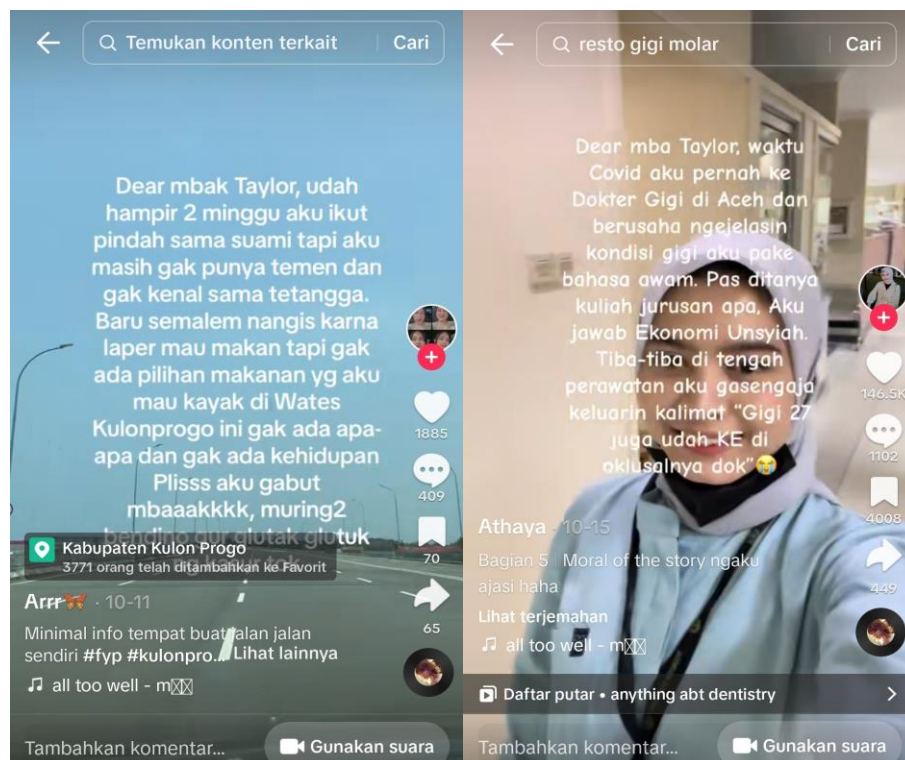 Temukan konten terkait
Cari
Dear mbak Taylor, udah
hampir 2 minggu aku ikut
pindah sama suami tapi aku
masih gak punya temen dan
gak kenal sama tetangga.
Baru semalem nangis karna
laper mau makan tapi gak
ada pilihan makanan yg aku
mau kayak di Wates
Kulonprogo ini gak ada apa-
apa dan gak ada kehidupan
Plisss aku gabut
mbaaakkkk, muring2
bendino gur glutak glutuk
1885
409
70
65
Kabupaten Kulon Progo
3771 orang telah ditambahkan ke Favorit
Arrr · 10-11
Minimal info tempat buat jalan jalan
sendiri #fyp #kulonpro... Lihat lainnya
all too well - m
Tambahkan komentar...
Gunakan suara
resto gigi molar
Cari
Dear mba Taylor, waktu
Covid aku pernah ke
Dokter Gigi di Aceh dan
berusaha ngejelasin
kondisi gigi aku pake
bahasa awam. Pas ditanya
kuliah jurusan apa, Aku
jawab Ekonomi Unsyiah.
Tiba-tiba di tengah
perawatan aku gasengaja
keluarin kalimat "Gigi 27
juga udah KE di
oklusalnya dok"😭
146.5K
1102
4008
449
Athaya · 10-15
Bagian 5 Moral of the story ngaku
ajasi haha
Lihat terjemahan
all too well - m
Daftar putar • anything abt dentistry
Tambahkan komentar...
Gunakan suara